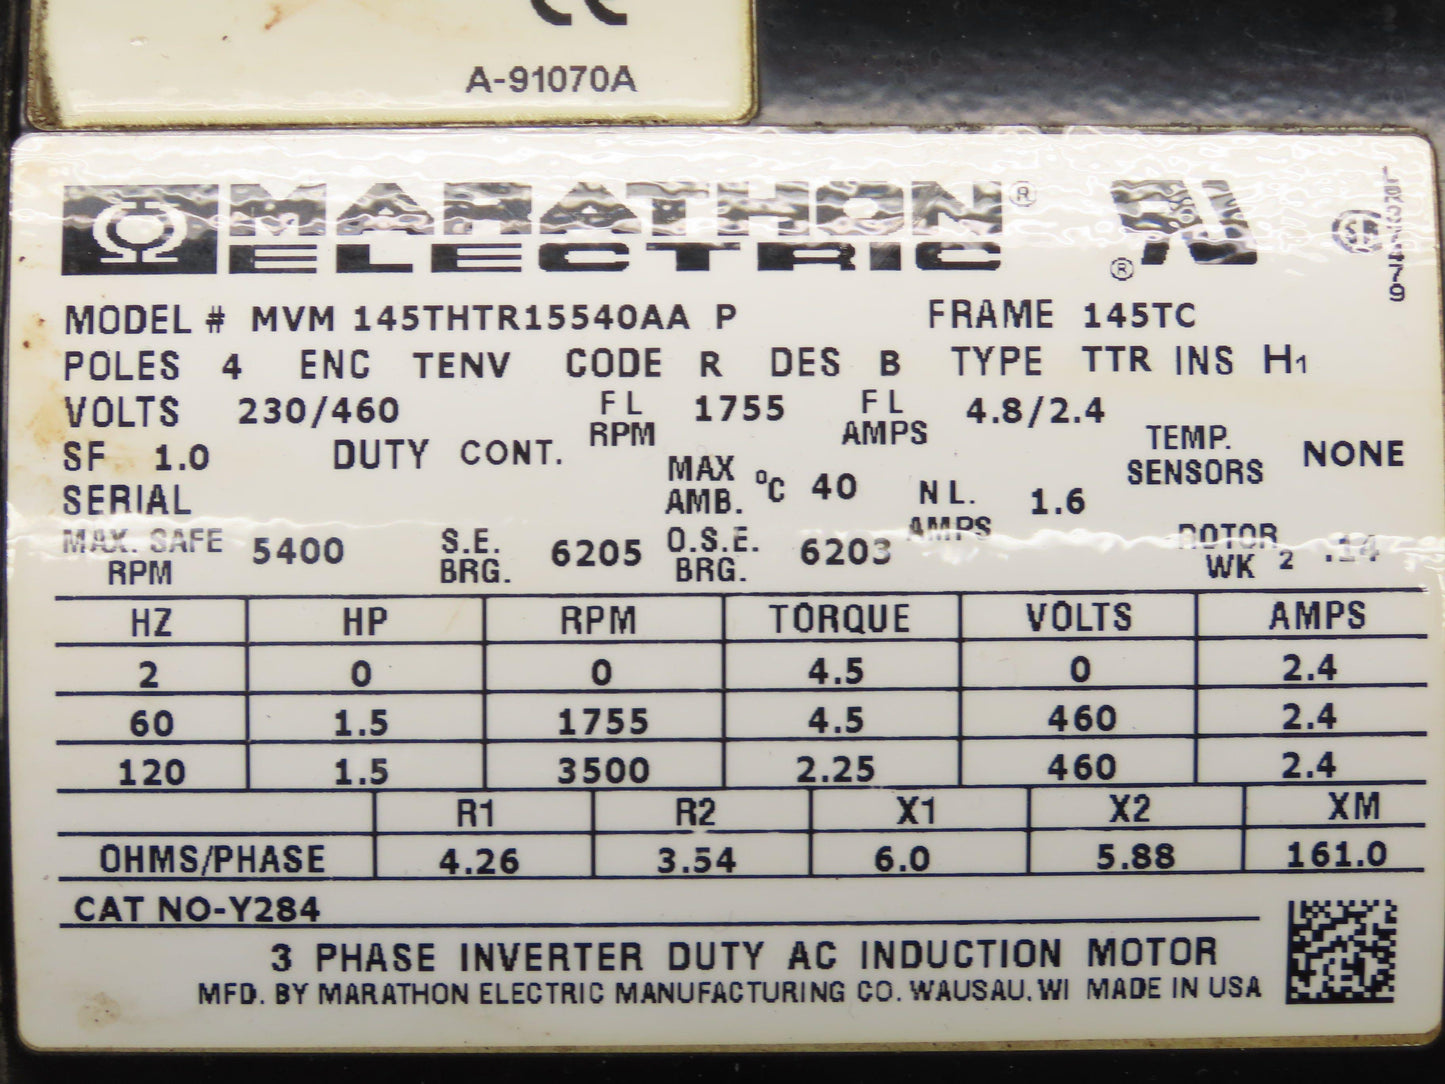 A-91070A
MARATHON ®
ELECTRIC
®
MODEL # MVM 145THTR15540AA P FRAME 145TC
POLES 4 ENC TENV CODE R DES B TYPE TTR INS H1
VOLTS 230/460 FL RPM 1755 FL AMPS 4.8/2.4
SF 1.0 DUTY CONT. MAX AMB. °C 40 NL. AMPS 1.6 TEMP. SENSORS NONE
SERIAL
MAX. SAFE RPM 5400 S.E. BRG. 6205 O.S.E. BRG. 6203 ROTOR WK 2 .14
HZ HP RPM TORQUE VOLTS AMPS
2 0 0 4.5 0 2.4
60 1.5 1755 4.5 460 2.4
120 1.5 3500 2.25 460 2.4
R1 R2 X1 X2 XM
OHMS/PHASE 4.26 3.54 6.0 5.88 161.0
CAT NO-Y284
3 PHASE INVERTER DUTY AC INDUCTION MOTOR
MFD. BY MARATHON ELECTRIC MANUFACTURING CO. WAUSAU, WI MADE IN USA